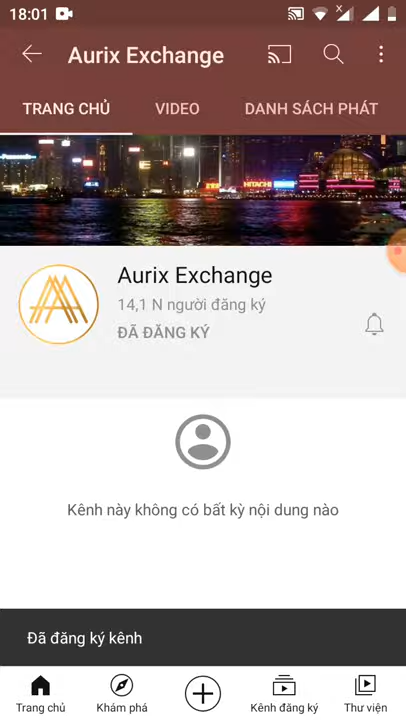 18:01
Aurix Exchange
TRANG CHỦ
VIDEO
DANH SÁCH PHÁT
HITACHI
Aurix Exchange
14,1 N người đăng ký
ĐÃ ĐĂNG KÝ
Kênh này không có bất kỳ nội dung nào
Đã đăng ký kênh
Trang chủ
Khám phá
Kênh đăng ký
Thư viện